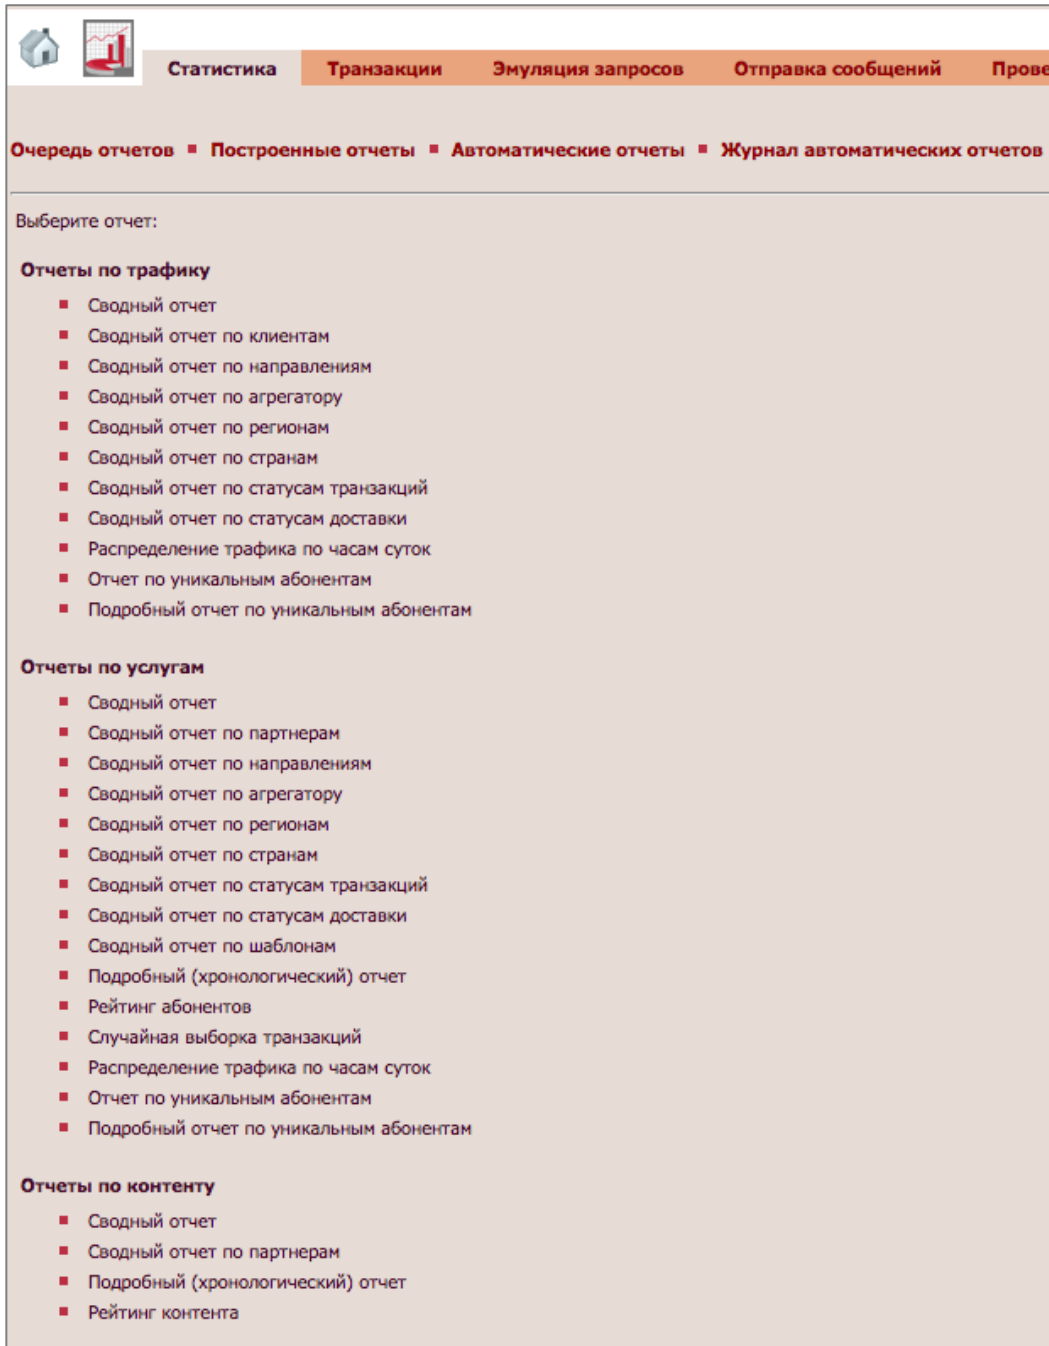 Статистика Транзакции Эмуляция запросов Отправка сообщений
Очередь отчетов Построенные отчеты Автоматические отчеты Журнал автоматических отчетов
Выберите отчет:
Отчеты по трафику
Сводный отчет
Сводный отчет по клиентам
Сводный отчет по направлениям
Сводный отчет по агрегатору
Сводный отчет по регионам
Сводный отчет по странам
Сводный отчет по статусам транзакций
Сводный отчет по статусам доставки
Распределение трафика по часам суток
Отчет по уникальным абонентам
Подробный отчет по уникальным абонентам
Отчеты по услугам
Сводный отчет
Сводный отчет по партнерам
Сводный отчет по направлениям
Сводный отчет по агрегатору
Сводный отчет по регионам
Сводный отчет по странам
Сводный отчет по статусам транзакций
Сводный отчет по статусам доставки
Сводный отчет по шаблонам
Подробный (хронологический) отчет
Рейтинг абонентов
Случайная выборка транзакций
Распределение трафика по часам суток
Отчет по уникальным абонентам
Подробный отчет по уникальным абонентам
Отчеты по контенту
Сводный отчет
Сводный отчет по партнерам
Подробный (хронологический) отчет
Рейтинг контента